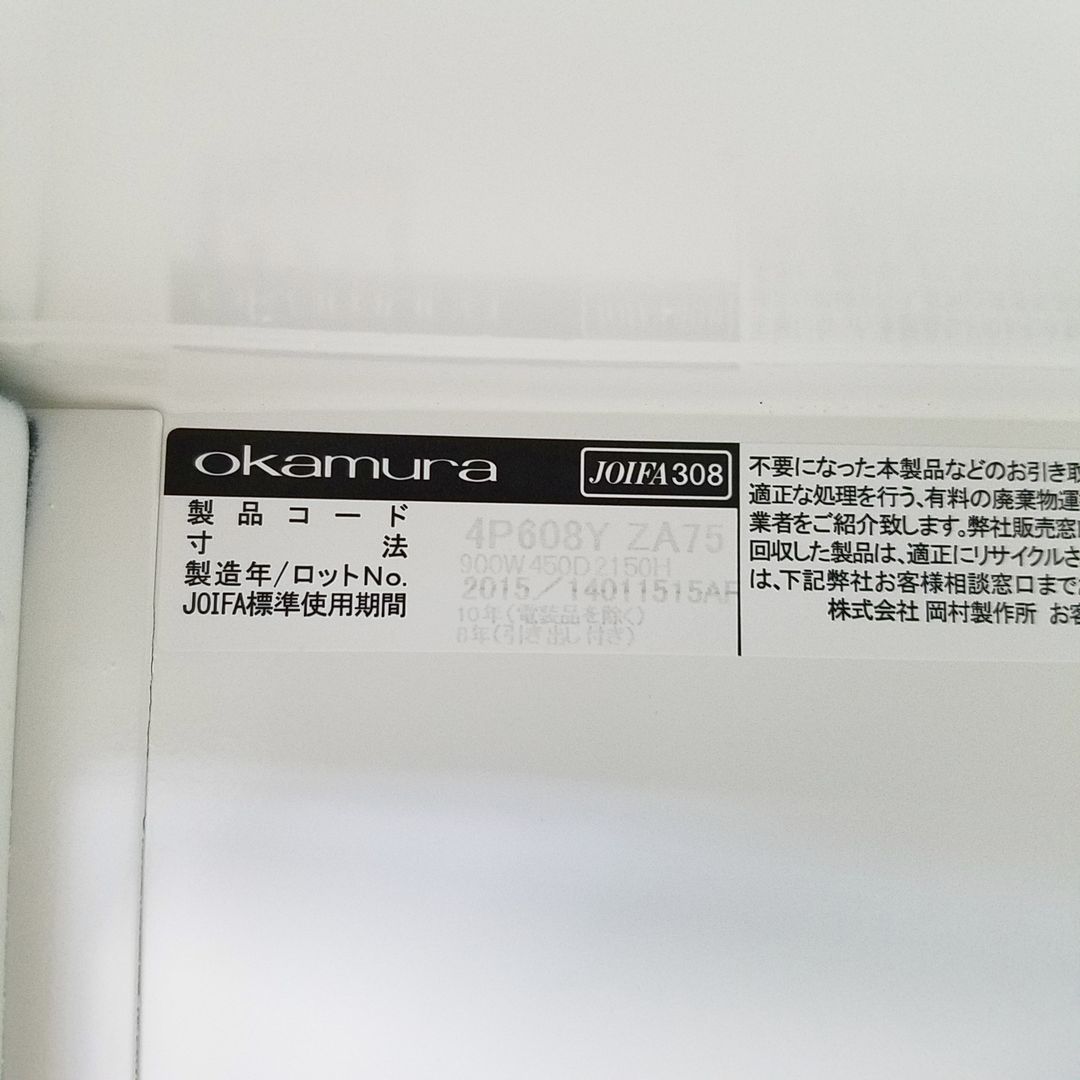 okamura JOIFA308
製品コード 4P608Y ZA75
寸法 900W450D2150H
製造年/ロットNo. 2015/14011515AF
JOIFA標準使用期間 10年(電装品を除く)
8年(引き出し付き)
不要になった本製品などのお引き取
適正な処理を行う、有料の廃棄物運
業者をご紹介致します。弊社販売窓
回収した製品は、適正にリサイクルさ
は、下記弊社お客様相談窓口まで
株式会社 岡村製作所 お客